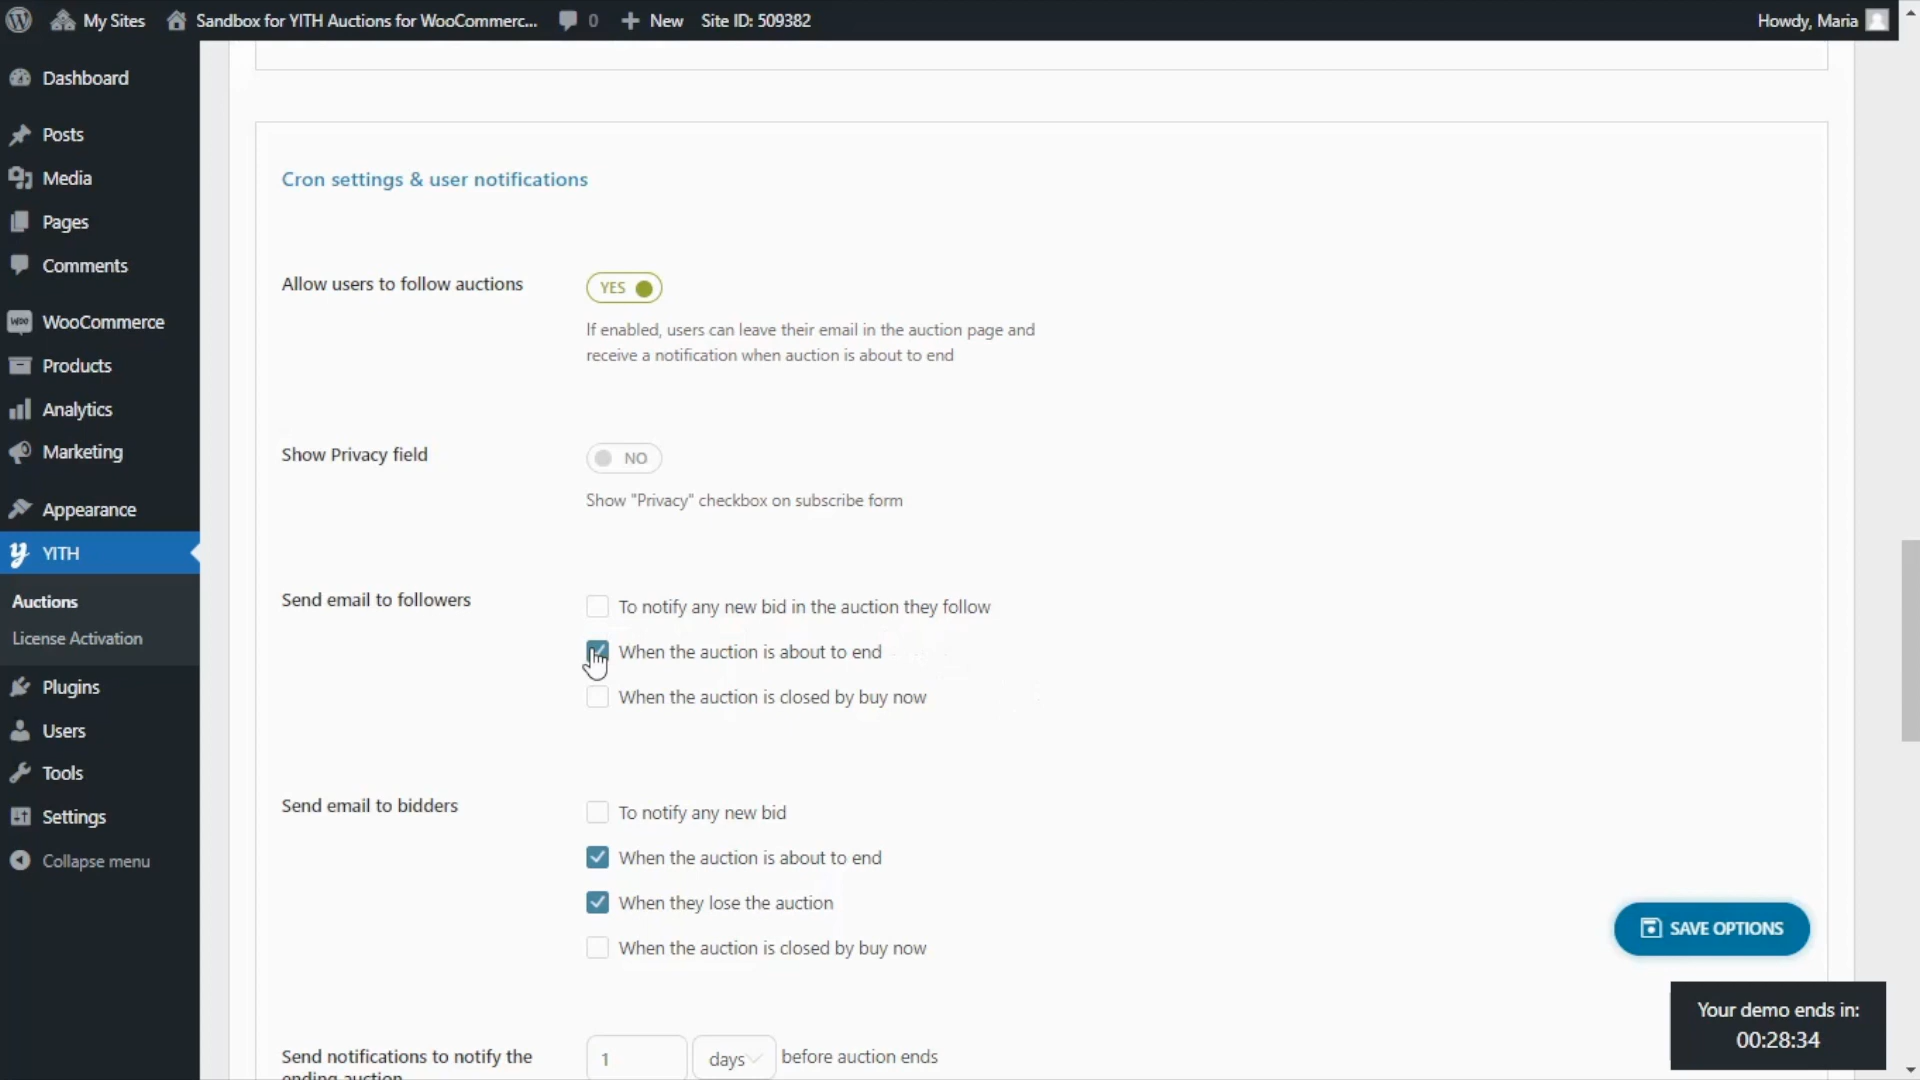 My Sites
Sandbox for YITH Auctions for WooCommerc...
0
New
Site ID: 509382
Howdy, Maria
Dashboard
Posts
Media
Pages
Comments
WooCommerce
Products
Analytics
Marketing
Appearance
YITH
Auctions
License Activation
Plugins
Users
Tools
Settings
Collapse menu
Cron settings & user notifications
Allow users to follow auctions
YES
If enabled, users can leave their email in the auction page and
receive a notification when auction is about to end
Show Privacy field
NO
Show "Privacy" checkbox on subscribe form
Send email to followers
To notify any new bid in the auction they follow
When the auction is about to end
When the auction is closed by buy now
Send email to bidders
To notify any new bid
When the auction is about to end
When they lose the auction
When the auction is closed by buy now
Send notifications to notify the
ending auction
1
days
before auction ends
SAVE OPTIONS
Your demo ends in:
00:28:34